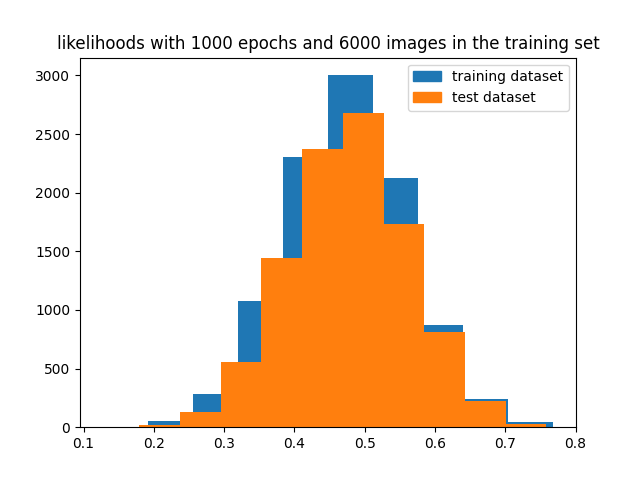 likelihoods with 1000 epochs and 6000 images in the training set
training dataset
test dataset
3000
2500
2000
1500
1000
500
0
0.1 0.2 0.3 0.4 0.5 0.6 0.7 0.8